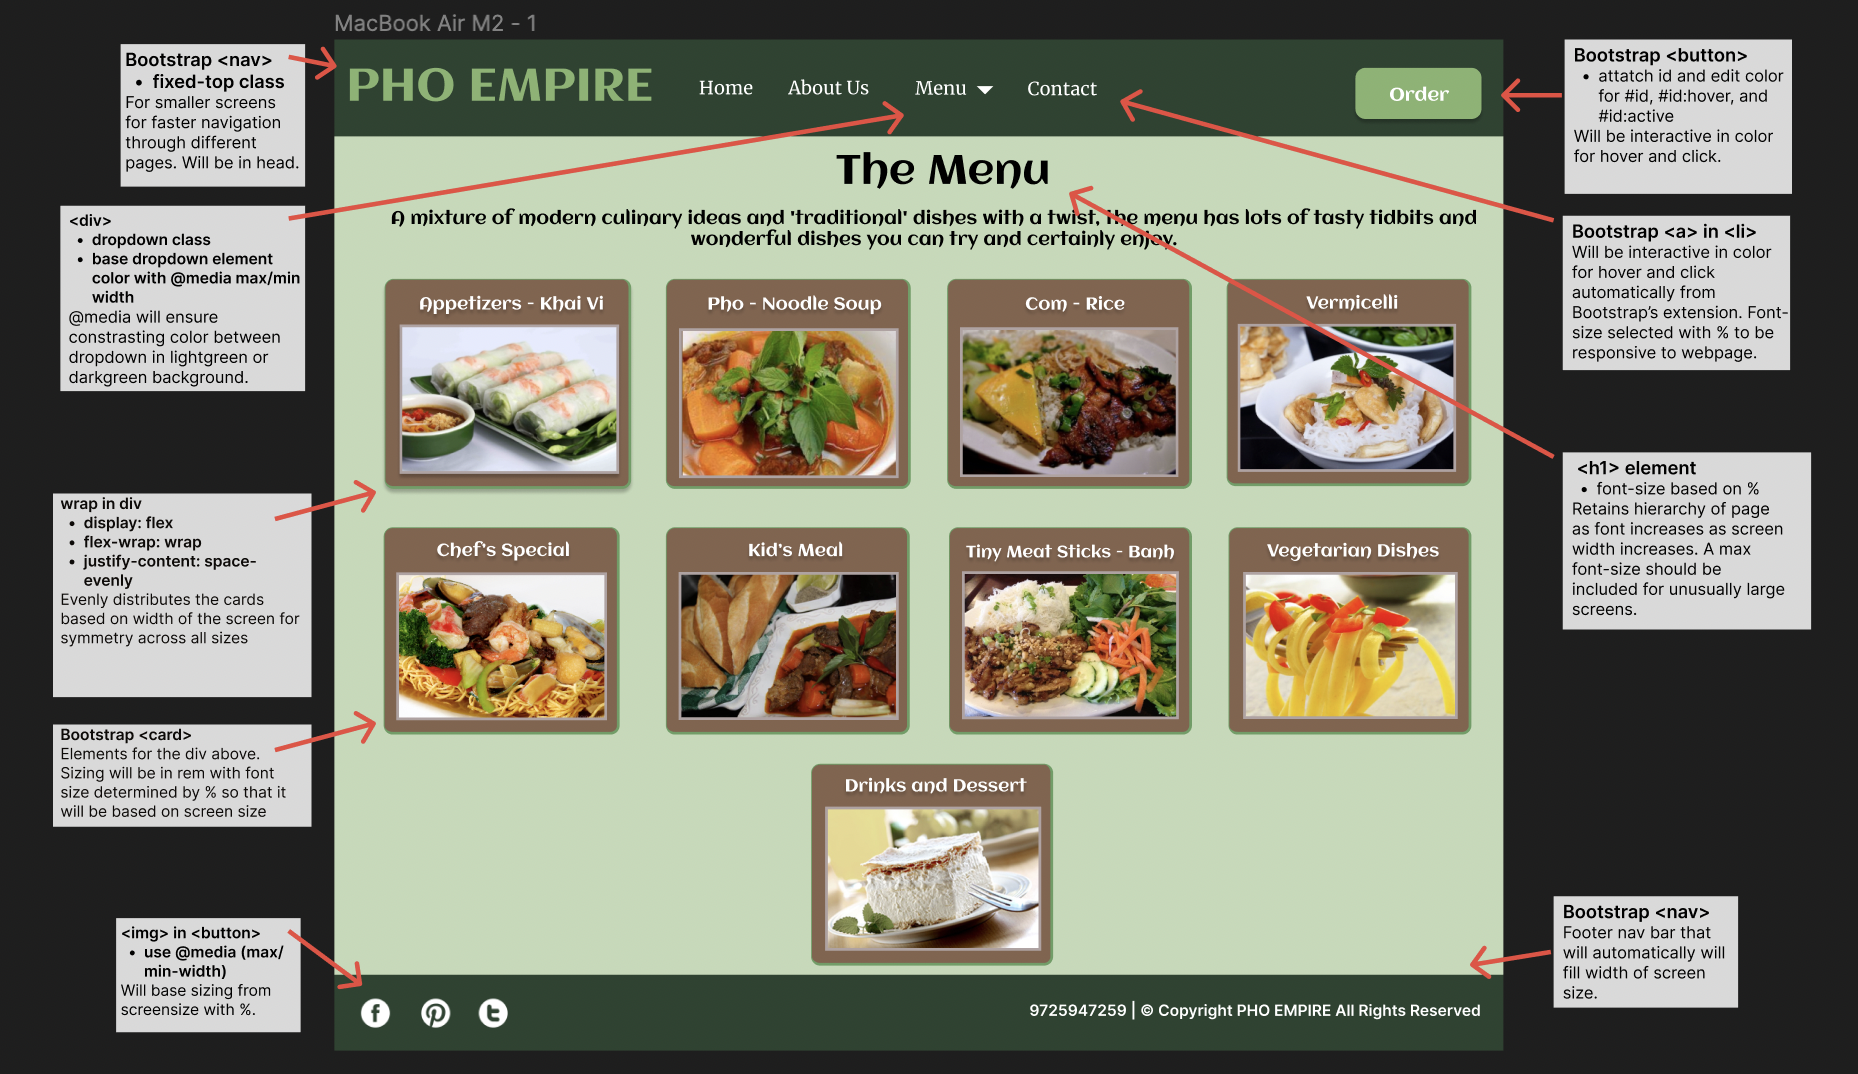 MacBook Air M2 - 1
Bootstrap <nav>
• fixed-top class
For smaller screens
for faster navigation
through different
pages. Will be in head.
<div>
• dropdown class
• base dropdown element
color with @media max/min
width
@media will ensure
constrasting color between
dropdown in lightgreen or
darkgreen background.
wrap in div
• display: flex
• flex-wrap: wrap
• justify-content: space-
evenly
Evenly distributes the cards
based on width of the screen for
symmetry across all sizes
Bootstrap <card>
Elements for the div above.
Sizing will be in rem with font
size determined by % so that it
will be based on screen size
<img> in <button>
• use @media (max/
min-width)
Will base sizing from
screensize with %.
PHO EMPIRE
Home
About Us
Menu
Contact
Order
The Menu
A mixture of modern culinary ideas and 'traditional' dishes with a twist, the menu has lots of tasty tidbits and
wonderful dishes you can try and certainly enjoy.
Appetizers - Khai Vi
Pho - Noodle Soup
Com - Rice
Vermicelli
Chef's Special
Kid's Meal
Tiny Meat Sticks - Banh
Vegetarian Dishes
Drinks and Dessert
9725947259 | © Copyright PHO EMPIRE All Rights Reserved
Bootstrap <button>
• attatch id and edit color
for #id, #id:hover, and
#id:active
Will be interactive in color
for hover and click.
Bootstrap <a> in <li>
Will be interactive in color
for hover and click
automatically from
Bootstrap's extension. Font-
size selected with % to be
responsive to webpage.
<h1> element
• font-size based on %
Retains hierarchy of page
as font increases as screen
width increases. A max
font-size should be
included for unusually large
screens.
Bootstrap <nav>
Footer nav bar that
will automatically will
fill width of screen
size.